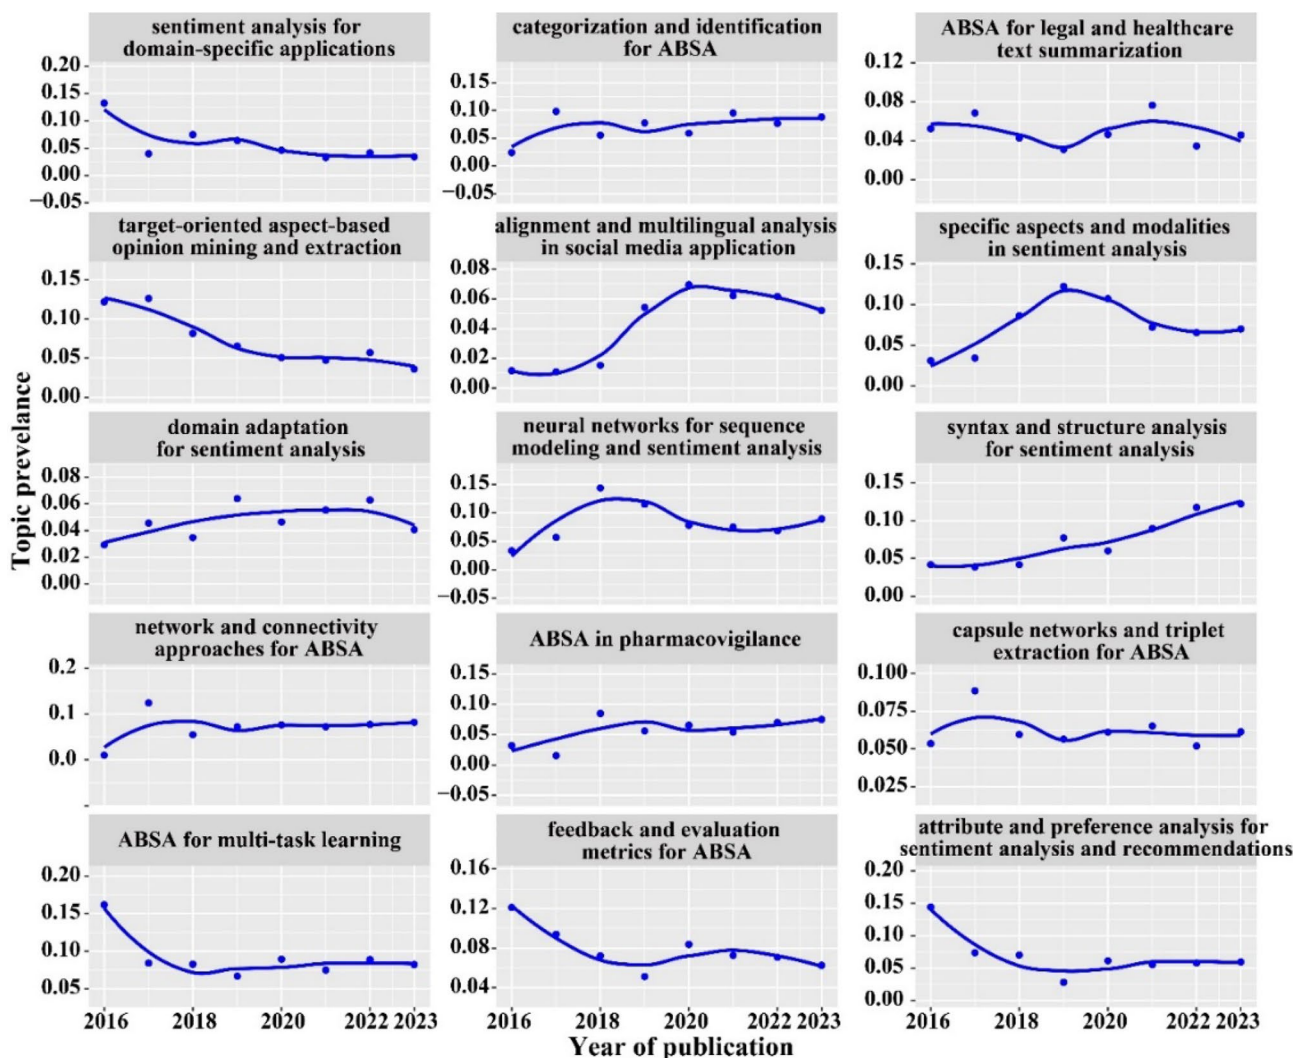 sentiment analysis for
domain-specific applications
0.20
0.15
0.10
0.05
0.00
−0.05
categorization and identification
for ABSA
0.15
0.10
0.05
0.00
−0.05
ABSA for legal and healthcare
text summarization
0.12
0.08
0.04
0.00
target-oriented aspect-based
opinion mining and extraction
0.15
0.10
0.05
0.00
alignment and multilingual analysis
in social media application
0.08
0.06
0.04
0.02
0.00
specific aspects and modalities
in sentiment analysis
0.15
0.10
0.05
0.00
Topic prevelance
domain adaptation
for sentiment analysis
0.08
0.06
0.04
0.02
0.00
neural networks for sequence
modeling and sentiment analysis
0.15
0.10
0.05
0.00
−0.05
syntax and structure analysis
for sentiment analysis
0.15
0.10
0.05
0.00
network and connectivity
approaches for ABSA
0.2
0.1
0.0
ABSA in pharmacovigilance
0.15
0.10
0.05
0.00
−0.05
capsule networks and triplet
extraction for ABSA
0.100
0.075
0.050
0.025
ABSA for multi-task learning
0.20
0.15
0.10
0.05
feedback and evaluation
metrics for ABSA
0.16
0.12
0.08
0.04
attribute and preference analysis for
sentiment analysis and recommendations
0.20
0.15
0.10
0.05
0.00
2016 2018 2020 2022 2023
2016 2018 2020 2022 2023
2016 2018 2020 2022 2023
Year of publication